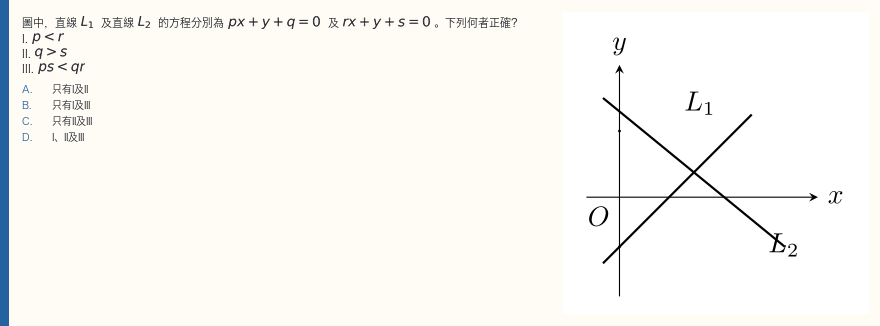 圖中，直線 L₁ 及直線 L₂ 的方程分別為 px + y + q = 0 及 rx + y + s = 0 。下列何者正確?
I. p < r
II. q > s
III. ps < qr
A. 只有I及II
B. 只有I及III
C. 只有II及III
D. I、II及III
y
L₁
x
O
L₂